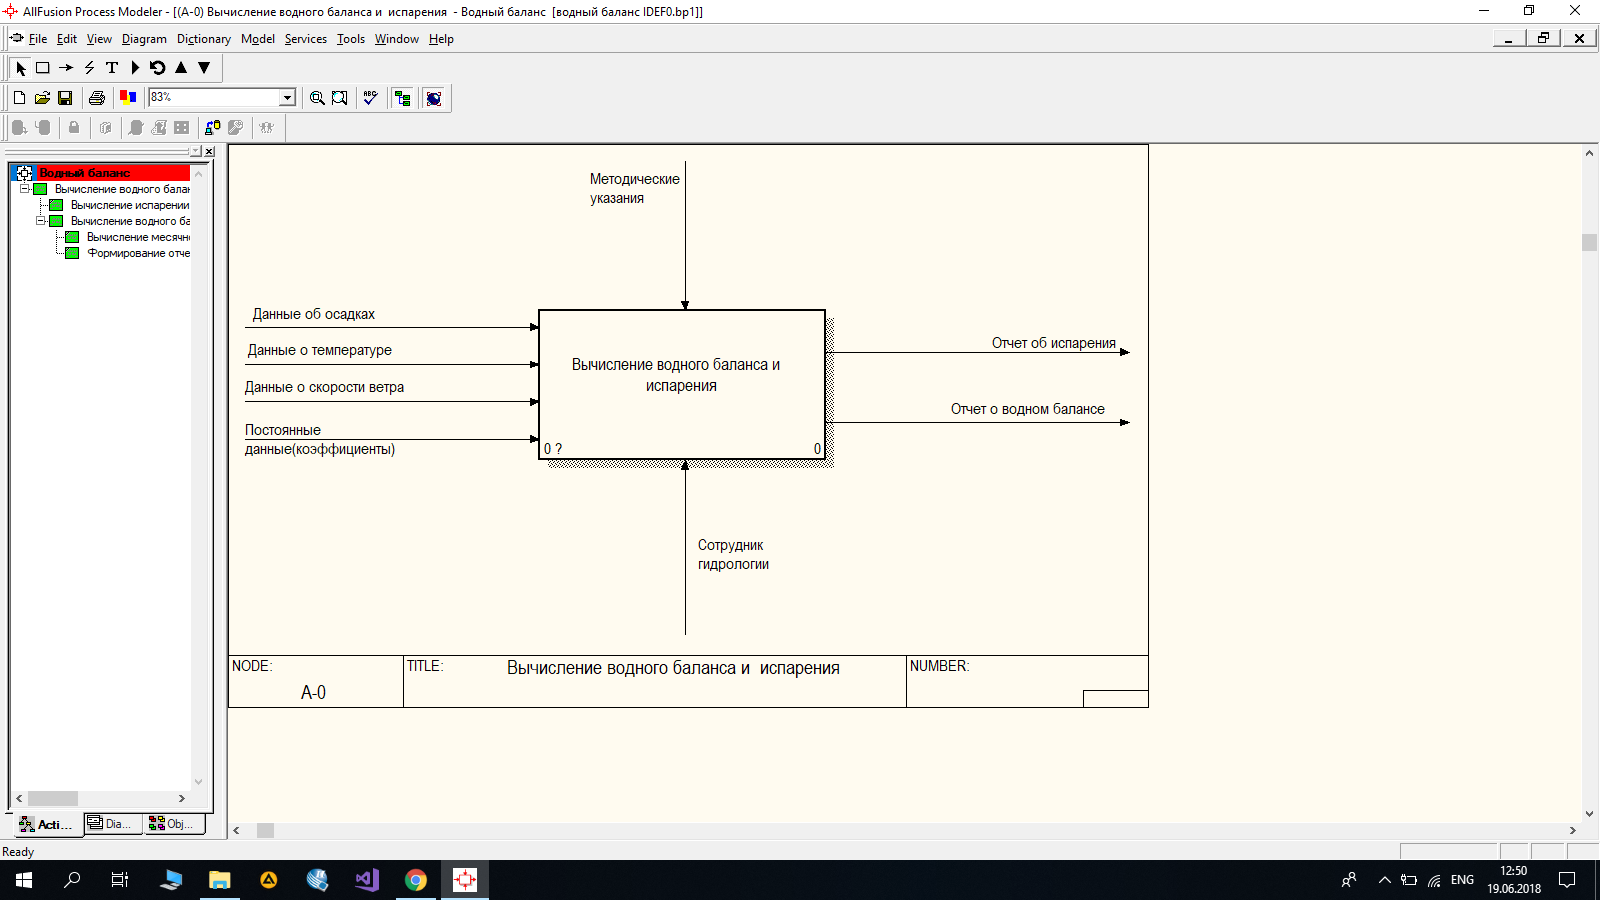 AllFusion Process Modeler - [(A-0) Вычисление водного баланса и  испарения  - Водный баланс  [водный баланс IDEF0.bp1]]
File Edit View Diagram Dictionary Model Services Tools Window Help
83%
ABC
Водный баланс
Вычисление водного балан
Вычисление испарении
Вычисление водного ба
Вычисление месячн
Формирование отче
Acti...
Dia...
Obj...
Методические
указания
Данные об осадках
Данные о температуре
Данные о скорости ветра
Постоянные
данные(коэффициенты)
Вычисление водного баланса и
испарения
0 ?
0
Отчет об испарения
Отчет о водном балансе
Сотрудник
гидрологии
NODE:
A-0
TITLE:
Вычисление водного баланса и  испарения
NUMBER:
Ready
ENG
12:50
19.06.2018